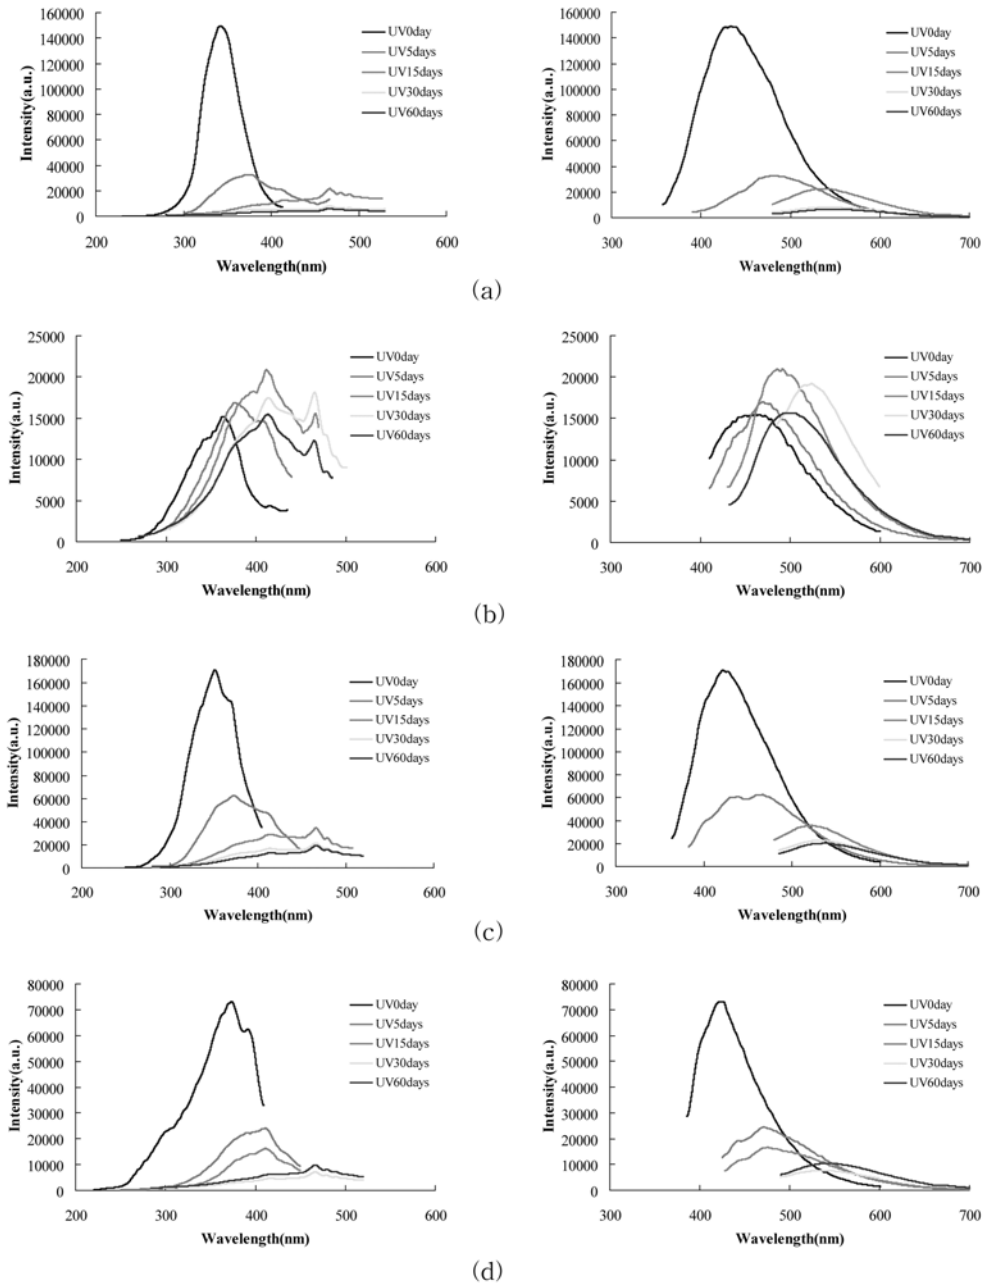 160000
140000
120000
100000
80000
60000
40000
20000
0
Intensity(a.u.)
200 300 400 500 600
Wavelength(nm)
UV0day
UV5days
UV15days
UV30days
UV60days
160000
140000
120000
100000
80000
60000
40000
20000
0
Intensity(a.u.)
300 400 500 600 700
Wavelength(nm)
UV0day
UV5days
UV15days
UV30days
UV60days
(a)
25000
20000
15000
10000
5000
0
Intensity(a.u.)
200 300 400 500 600
Wavelength(nm)
UV0day
UV5days
UV15days
UV30days
UV60days
25000
20000
15000
10000
5000
0
Intensity(a.u.)
300 400 500 600 700
Wavelength(nm)
UV0day
UV5days
UV15days
UV30days
UV60days
(b)
180000
160000
140000
120000
100000
80000
60000
40000
20000
0
Intensity(a.u.)
200 300 400 500 600
Wavelength(nm)
UV0day
UV5days
UV15days
UV30days
UV60days
180000
160000
140000
120000
100000
80000
60000
40000
20000
0
Intensity(a.u.)
300 400 500 600 700
Wavelength(nm)
UV0day
UV5days
UV15days
UV30days
UV60days
(c)
80000
70000
60000
50000
40000
30000
20000
10000
0
Intensity(a.u.)
200 300 400 500 600
Wavelength(nm)
UV0day
UV5days
UV15days
UV30days
UV60days
80000
70000
60000
50000
40000
30000
20000
10000
0
Intensity(a.u.)
300 400 500 600 700
Wavelength(nm)
UV0day
UV5days
UV15days
UV30days
UV60days
(d)